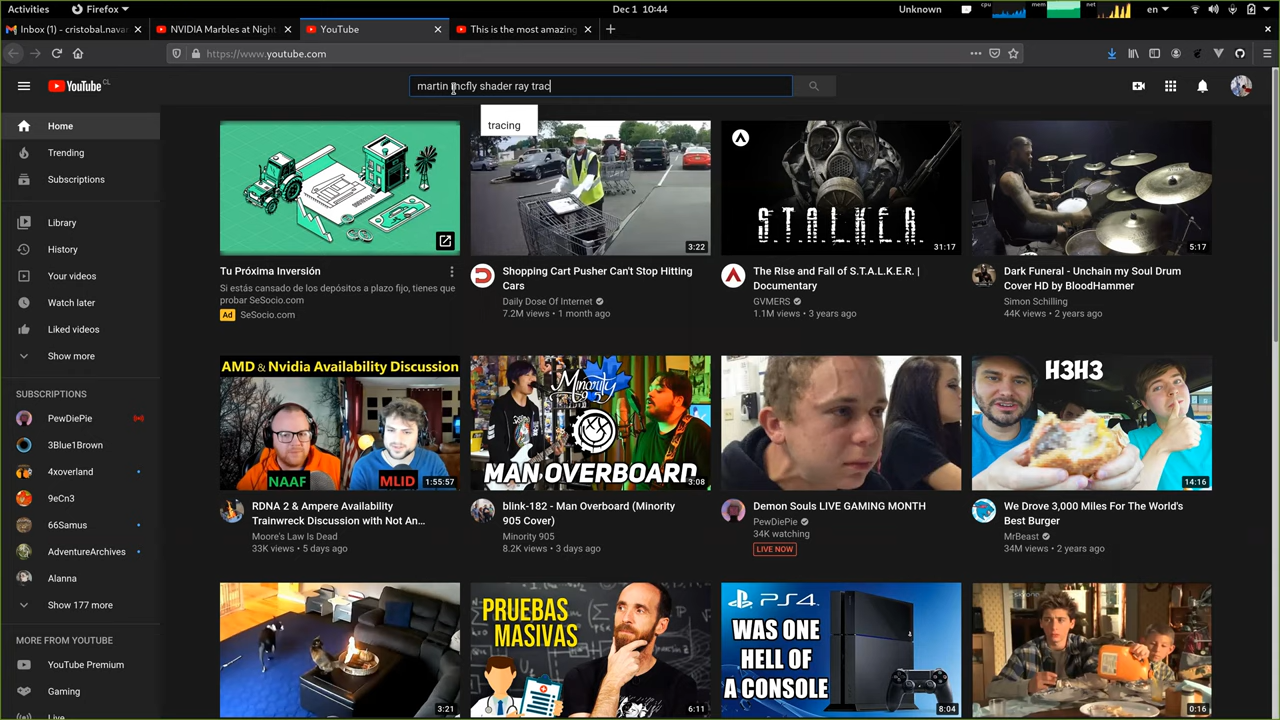 Activities
Firefox
Dec 1 10:44
Unknown
cpu
mem
net
en
Inbox (1) - cristobal.nava
NVIDIA Marbles at Night
YouTube
This is the most amazing
https://www.youtube.com
YouTube CL
martin mcfly shader ray trac
tracing
Home
Trending
Subscriptions
Library
History
Your videos
Watch later
Liked videos
Show more
SUBSCRIPTIONS
PewDiePie
3Blue1Brown
4xoverland
9eCn3
66Samus
AdventureArchives
Alanna
Show 177 more
MORE FROM YOUTUBE
YouTube Premium
Gaming
Live
Tu Próxima Inversión
Si estás cansado de los depósitos a plazo fijo, tienes que
probar SeSocio.com
Ad SeSocio.com
3:22
Shopping Cart Pusher Can't Stop Hitting
Cars
Daily Dose Of Internet
7.2M views • 1 month ago
S.T.A.L.K.E.R.
31:17
The Rise and Fall of S.T.A.L.K.E.R. |
Documentary
GVMERS
1.1M views • 3 years ago
5:17
Dark Funeral - Unchain my Soul Drum
Cover HD by BloodHammer
Simon Schilling
44K views • 2 years ago
AMD & Nvidia Availability Discussion
NAAF
MLID
1:55:57
RDNA 2 & Ampere Availability
Trainwreck Discussion with Not An...
Moore's Law Is Dead
33K views • 5 days ago
Minority 905
MAN OVERBOARD
3:08
blink-182 - Man Overboard (Minority
905 Cover)
Minority 905
8.2K views • 3 days ago
Demon Souls LIVE GAMING MONTH
PewDiePie
34K watching
LIVE NOW
H3H3
14:16
We Drove 3,000 Miles For The World's
Best Burger
MrBeast
34M views • 2 years ago
3:21
PRUEBAS
MASIVAS
6:11
PS4
WAS ONE
HELL OF
A CONSOLE
8:04
0:16